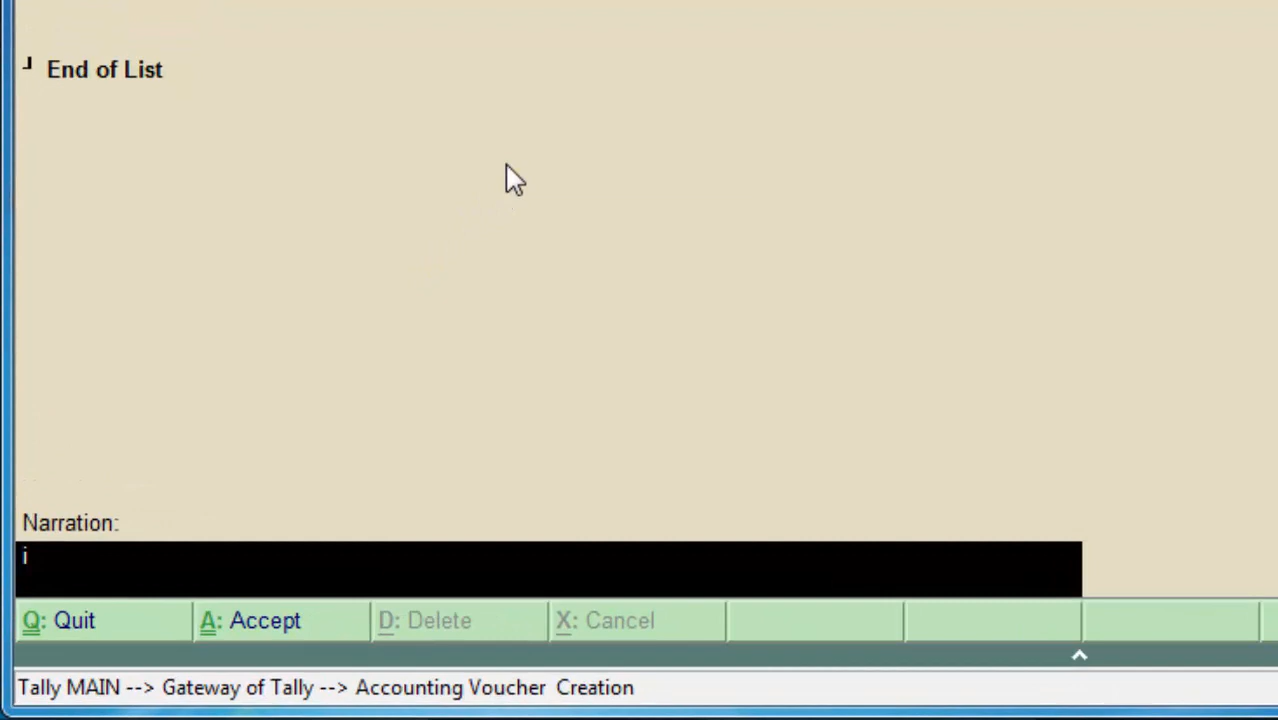 ┘ End of List
Narration:
i
Q: Quit A: Accept D: Delete X: Cancel
Tally MAIN --> Gateway of Tally --> Accounting Voucher  Creation